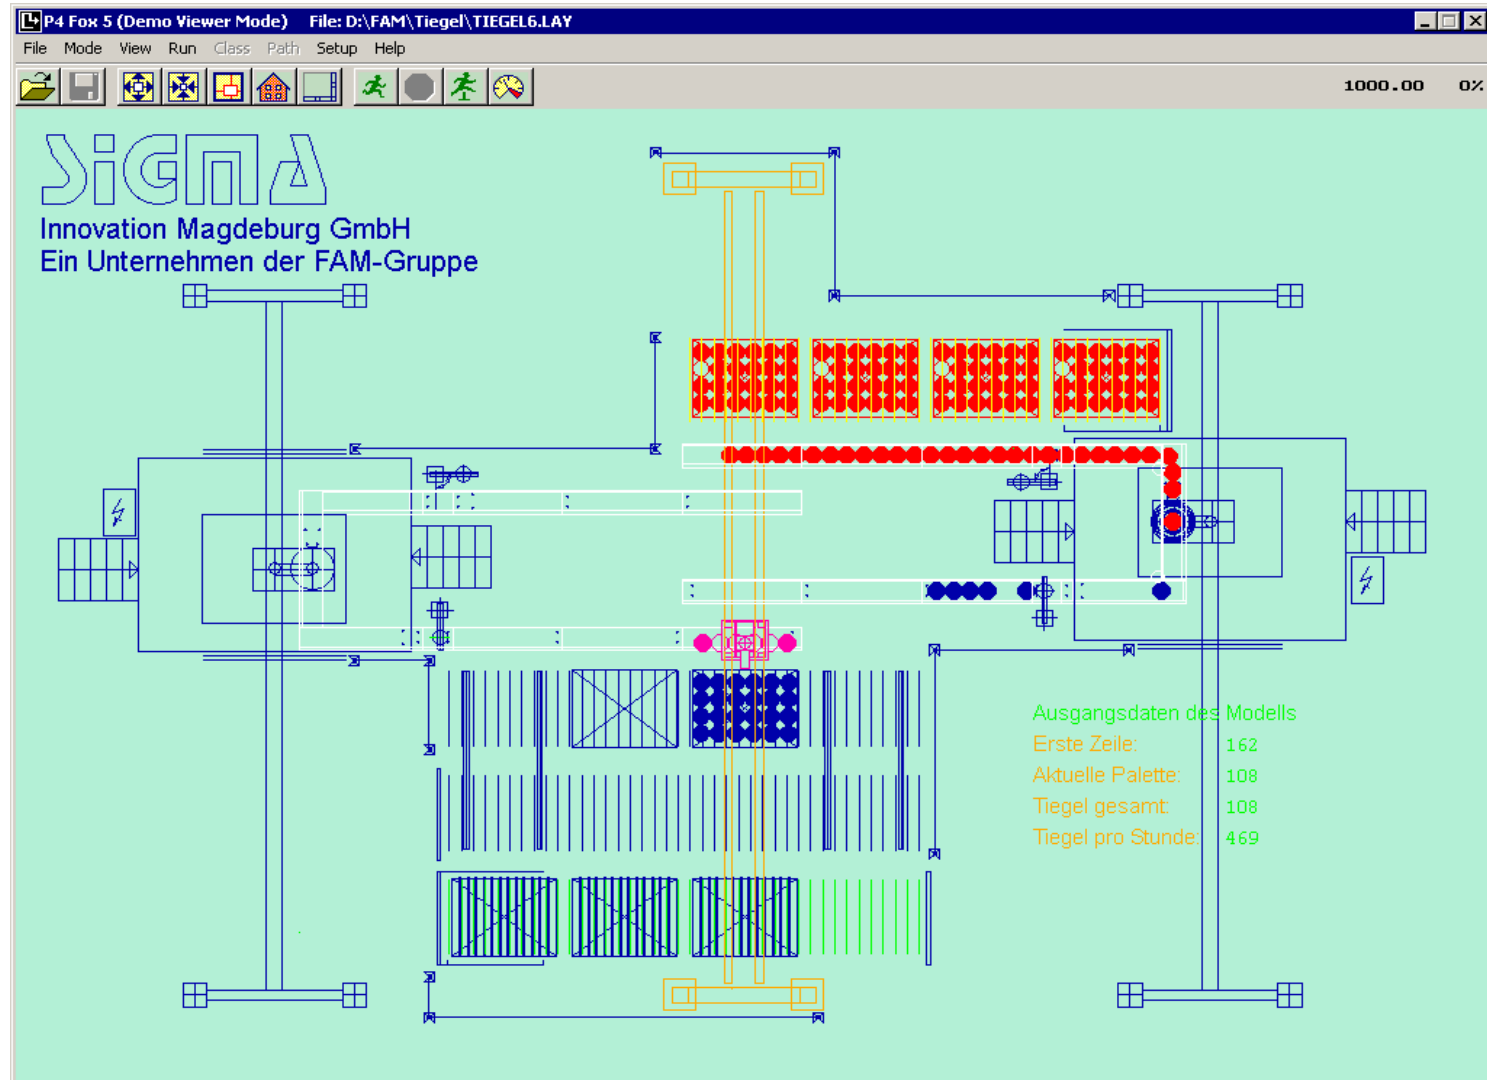 P4 Fox 5 (Demo Viewer Mode) File: D:\FAM\Tiegel\TIEGEL6.LAY
File Mode View Run Class Path Setup Help
1000.00 0%
SiGMA
Innovation Magdeburg GmbH
Ein Unternehmen der FAM-Gruppe
Ausgangsdaten des Modells
Erste Zeile: 162
Aktuelle Palette: 108
Tiegel gesamt: 108
Tiegel pro Stunde: 469